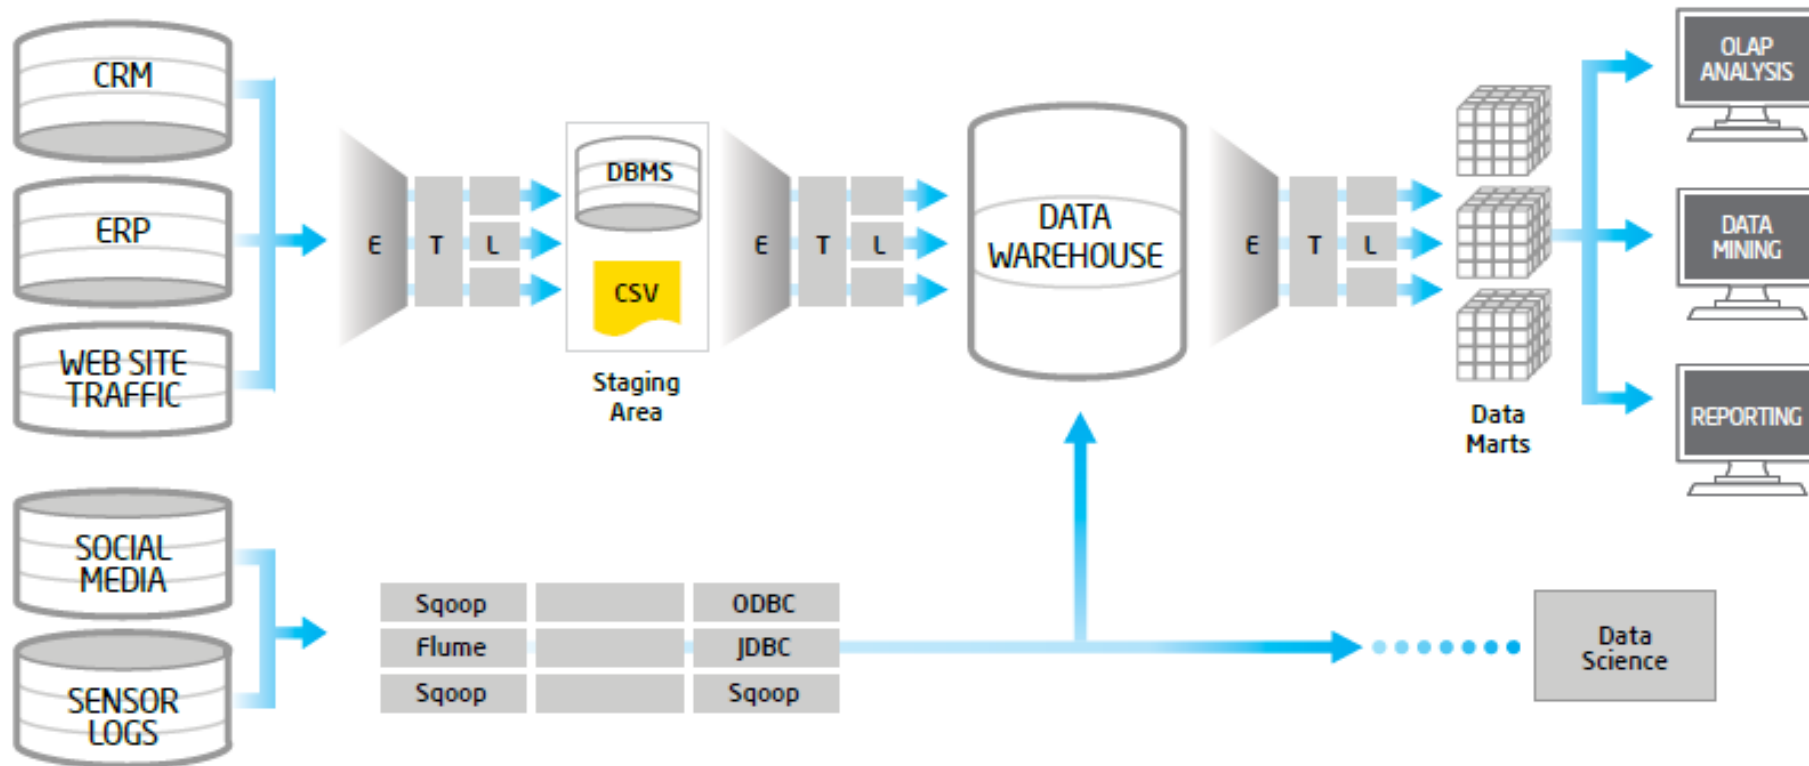 CRM
ERP
WEB SITE
TRAFFIC
E
T
L
DBMS
CSV
Staging
Area
E
T
L
DATA
WAREHOUSE
E
T
L
Data
Marts
OLAP
ANALYSIS
DATA
MINING
REPORTING
SOCIAL
MEDIA
SENSOR
LOGS
Sqoop
ODBC
Flume
JDBC
Sqoop
Sqoop
Data
Science